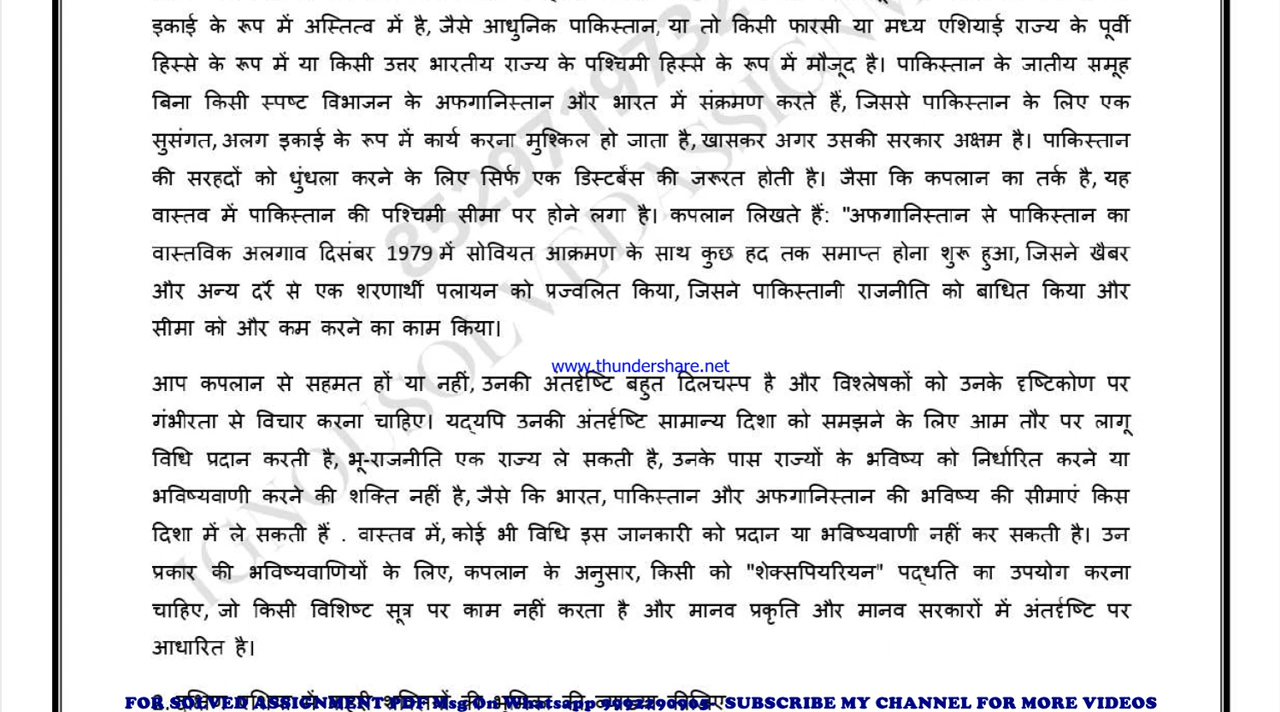 इकाई के रूप में अस्तित्व में है, जैसे आधुनिक पाकिस्तान, या तो किसी फारसी या मध्य एशियाई राज्य के पूर्वी
हिस्से के रूप में या किसी उत्तर भारतीय राज्य के पश्चिमी हिस्से के रूप में मौजूद है। पाकिस्तान के जातीय समूह
बिना किसी स्पष्ट विभाजन के अफगानिस्तान और भारत में संक्रमण करते हैं, जिससे पाकिस्तान के लिए एक
सुसंगत, अलग इकाई के रूप में कार्य करना मुश्किल हो जाता है, खासकर अगर उसकी सरकार अक्षम है। पाकिस्तान
की सरहदों को धुंधला करने के लिए सिर्फ एक डिस्टर्बेंस की जरूरत होती है। जैसा कि कपलान का तर्क है, यह
वास्तव में पाकिस्तान की पश्चिमी सीमा पर होने लगा है। कपलान लिखते हैं: "अफगानिस्तान से पाकिस्तान का
वास्तविक अलगाव दिसंबर 1979 में सोवियत आक्रमण के साथ कुछ हद तक समाप्त होना शुरू हुआ, जिसने खैबर
और अन्य दर्रे से एक शरणार्थी पलायन को प्रज्वलित किया, जिसने पाकिस्तानी राजनीति को बाधित किया और
सीमा को और कम करने का काम किया।
www.thundershare.net
आप कपलान से सहमत हों या नहीं, उनकी अंतर्दृष्टि बहुत दिलचस्प है और विश्लेषकों को उनके दृष्टिकोण पर
गंभीरता से विचार करना चाहिए। यद्यपि उनकी अंतर्दृष्टि सामान्य दिशा को समझने के लिए आम तौर पर लागू
विधि प्रदान करती है, भू-राजनीति एक राज्य ले सकती है, उनके पास राज्यों के भविष्य को निर्धारित करने या
भविष्यवाणी करने की शक्ति नहीं है, जैसे कि भारत, पाकिस्तान और अफगानिस्तान की भविष्य की सीमाएं किस
दिशा में ले सकती हैं . वास्तव में, कोई भी विधि इस जानकारी को प्रदान या भविष्यवाणी नहीं कर सकती है। उन
प्रकार की भविष्यवाणियों के लिए, कपलान के अनुसार, किसी को "शेक्सपियरियन" पद्धति का उपयोग करना
चाहिए, जो किसी विशिष्ट सूत्र पर काम नहीं करता है और मानव प्रकृति और मानव सरकारों में अंतर्दृष्टि पर
आधारित है।
FOR SOLVED ASSIGNMENT PDF Msg On Whatsapp SUBSCRIBE MY CHANNEL FOR MORE VIDEOS